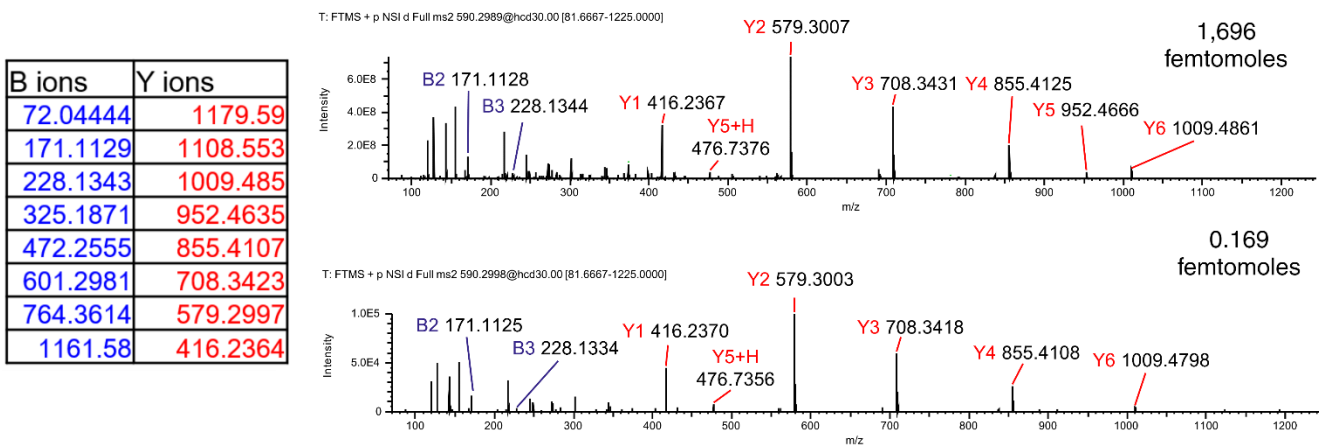 B ions Y ions
72.04444 1179.59
171.1129 1108.553
228.1343 1009.485
325.1871 952.4635
472.2555 855.4107
601.2981 708.3423
764.3614 579.2997
1161.58 416.2364
T: FTMS + p NSI d Full ms2 590.2989@hcd30.00 [81.6667-1225.0000]
1,696
femtomoles
Y2 579.3007
Y3 708.3431
Y4 855.4125
B2 171.1128
Y1 416.2367
Y5 952.4666
B3 228.1344
Y5+H
476.7376
Y6 1009.4861
Intensity
6.0E8
4.0E8
2.0E8
0
100 200 300 400 500 600 700 800 900 1000 1100 1200
m/z
T: FTMS + p NSI d Full ms2 590.2998@hcd30.00 [81.6667-1225.0000]
0.169
femtomoles
Y2 579.3003
B2 171.1125
Y1 416.2370
Y3 708.3418
B3 228.1334
Y5+H
476.7356
Y4 855.4108
Y6 1009.4798
Intensity
1.0E5
5.0E4
0
100 200 300 400 500 600 700 800 900 1000 1100 1200
m/z